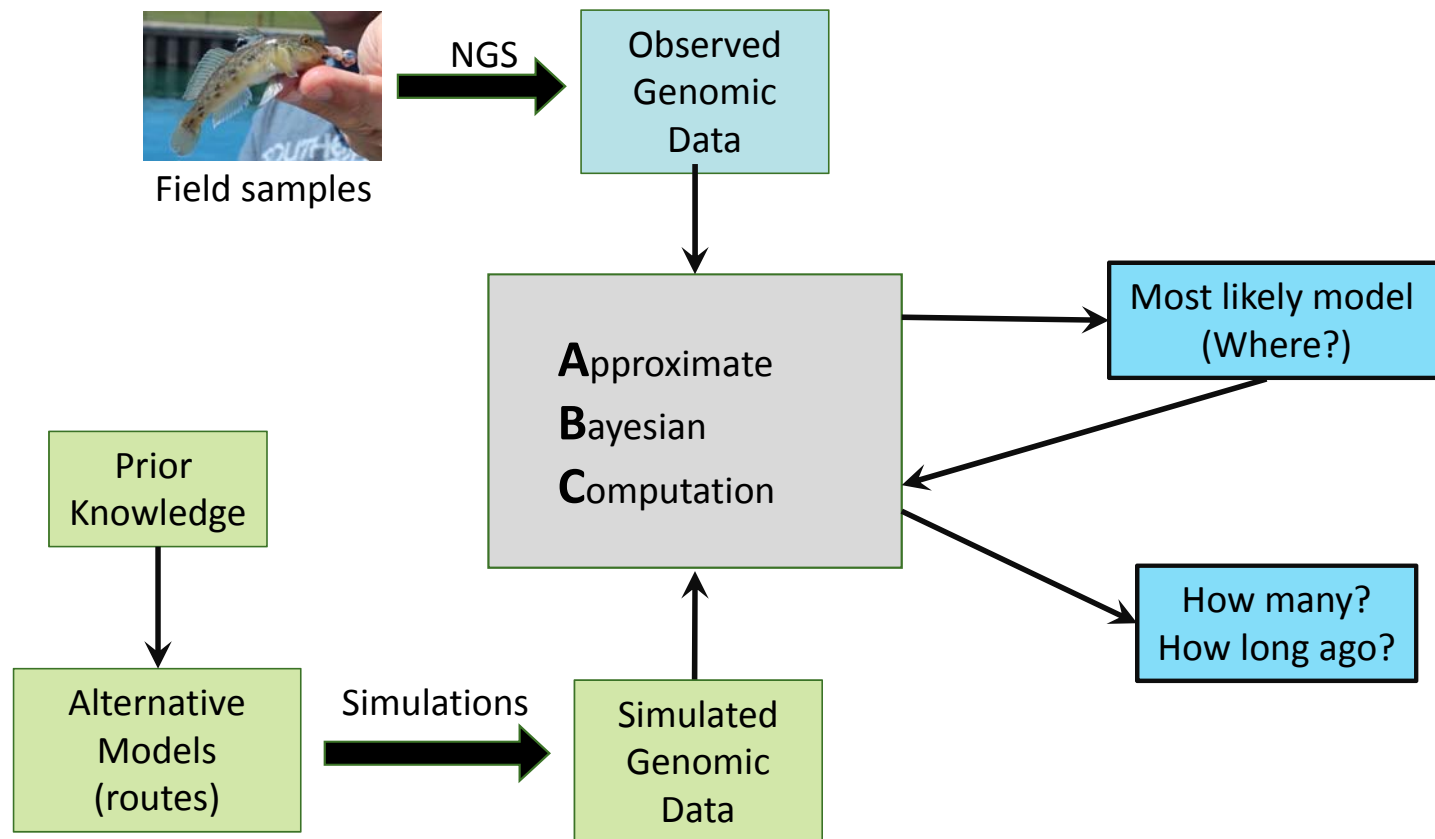 NGS
Field samples
Observed
Genomic
Data
Approximate
Bayesian
Computation
Most likely model
(Where?)
How many?
How long ago?
Prior
Knowledge
Alternative
Models
(routes)
Simulations
Simulated
Genomic
Data